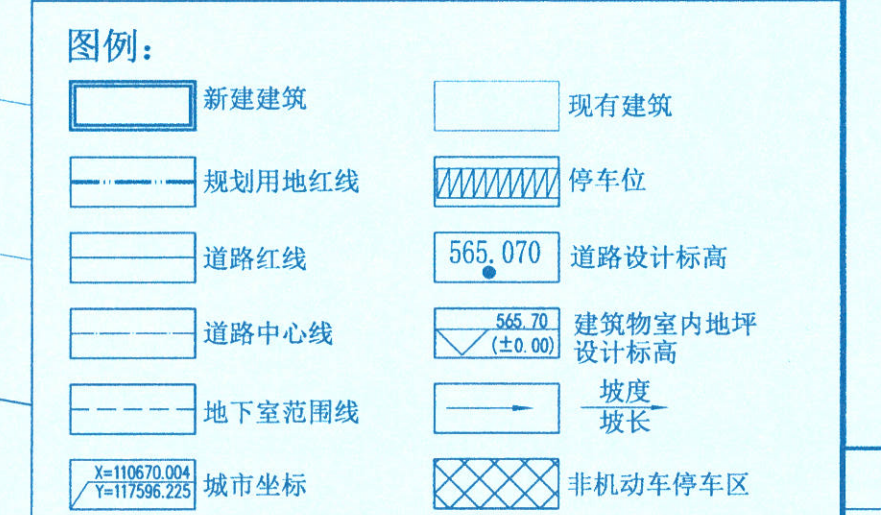 图例：
新建建筑
现有建筑
规划用地红线
停车位
道路红线
565.070
道路设计标高
道路中心线
565.70
(±0.00)
建筑物室内地坪
设计标高
地下室范围线
坡度
坡长
X=110670.004
Y=117596.225
城市坐标
非机动车停车区